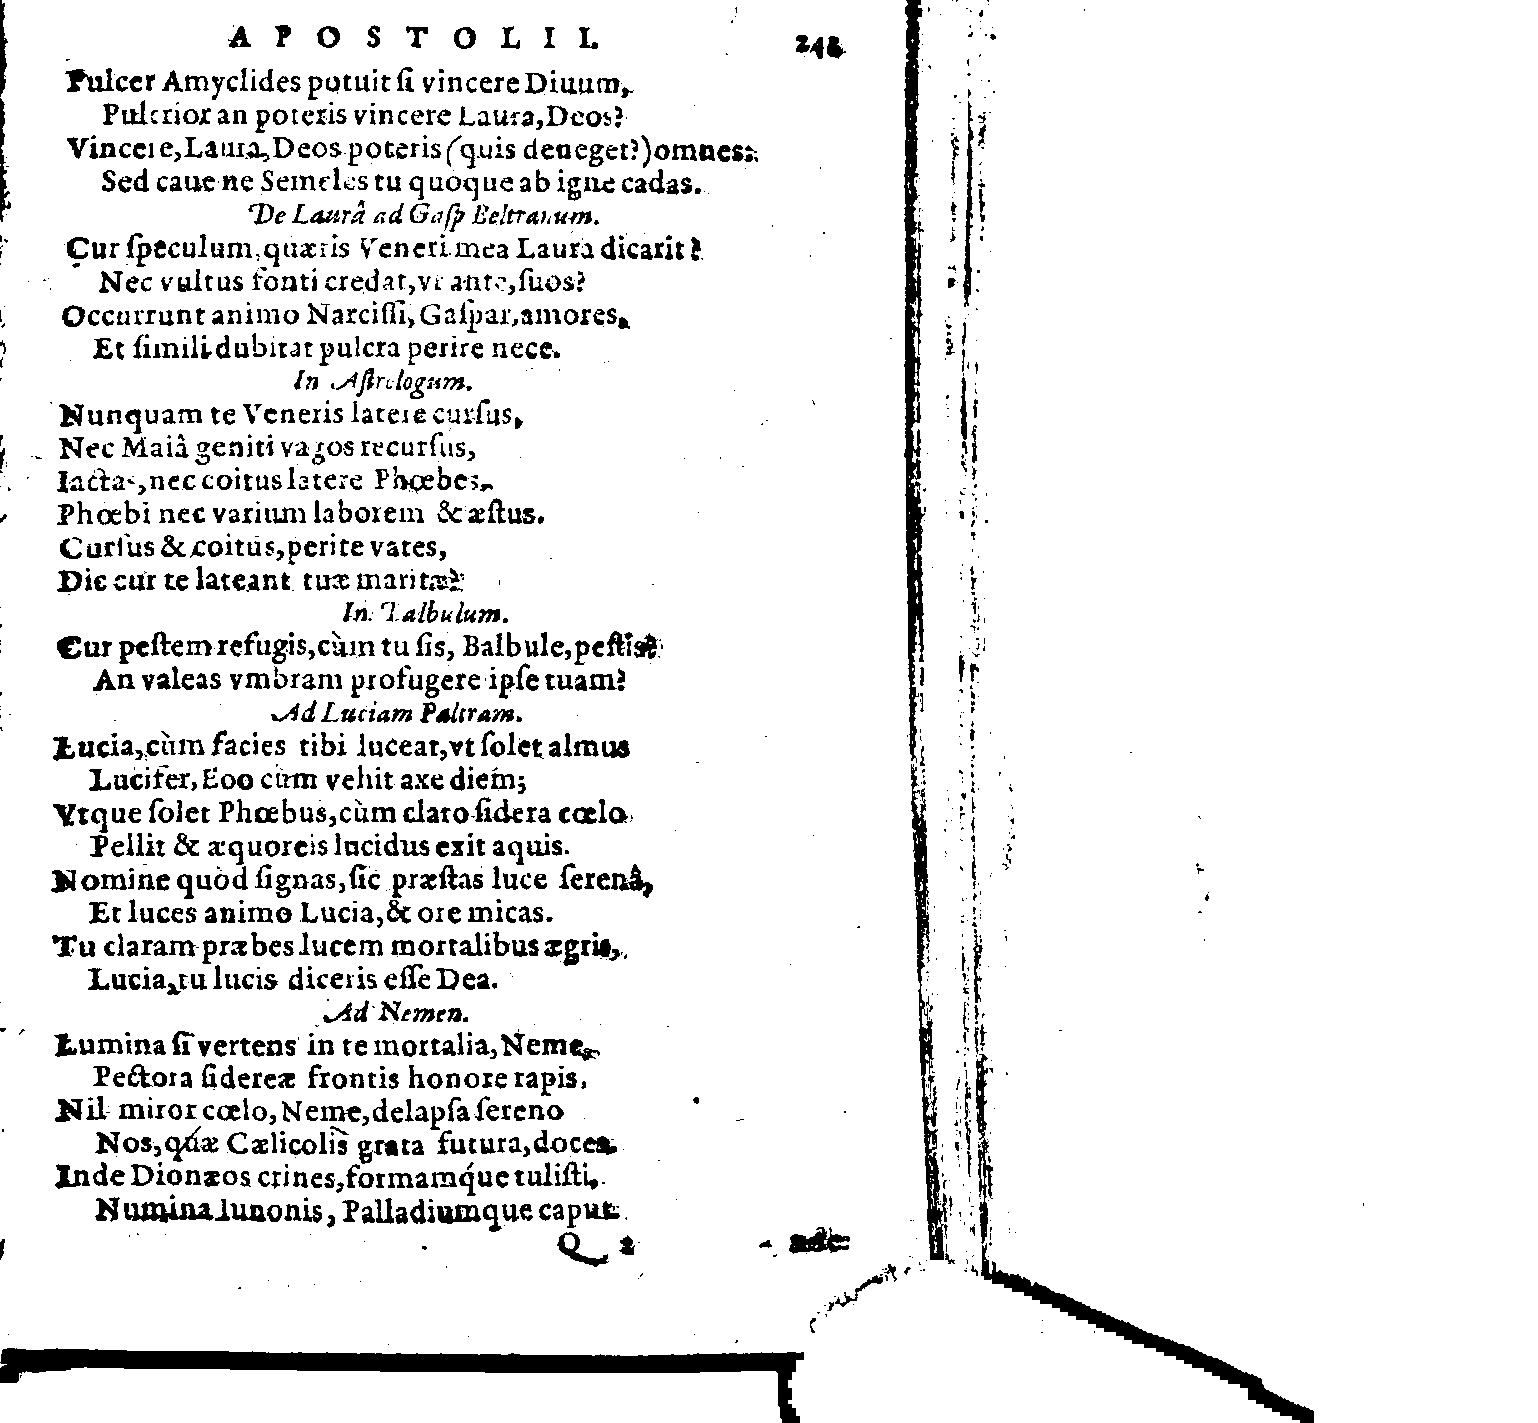 APOSTOLII. 243
Pulcer Amyclides potuit ſi vincere Diuum,
Pulcrior an poteris vincere Laura, Deos?
Vincere, Laura, Deos poteris (quis deneget?) omnes:
Sed caue ne Semeles tu quoque ab igne cadas.
De Laurâ ad Gaſp Beltranum.
Cur ſpeculum, quæris Veneri mea Laura dicarit?
Nec vultus fonti credat, vt ante, ſuos?
Occurrunt animo Narciſſi, Gaſpar, amores,
Et ſimili dubitat pulcra perire nece.
In Aſtrologum.
Nunquam te Veneris latere curſus,
Nec Maiâ geniti vagos recurſus,
Iactas, nec coitus latere Phœbes,
Phœbi nec varium laborem & æſtus.
Curſus & coitus, perite vates,
Dic cur te lateant tuæ maritæ?
In Balbulum.
Cur peſtem refugis, cùm tu ſis, Balbule, peſtis?
An valeas vmbram profugere ipſe tuam?
Ad Luciam Paltram.
Lucia, cùm facies tibi luceat, vt ſolet almus
Lucifer, Eoo cùm vehit axe diem;
Vtque ſolet Phœbus, cùm claro ſidera cœlo
Pellit & æquoreis lucidus exit aquis.
Nomine quòd ſignas, ſic præſtas luce ſerenâ,
Et luces animo Lucia, & ore micas.
Tu claram præbes lucem mortalibus ægris,
Lucia, tu lucis diceris eſſe Dea.
Ad Nemen.
Lumina ſi vertens in te mortalia, Neme,
Pectora ſidereæ frontis honore rapis,
Nil miror cœlo, Neme, delapſa ſereno
Nos, quæ Cælicolis grata futura, doces.
Inde Dionæos crines, formamque tuliſti,
Numina Iunonis, Palladiumque caput.
Q 2